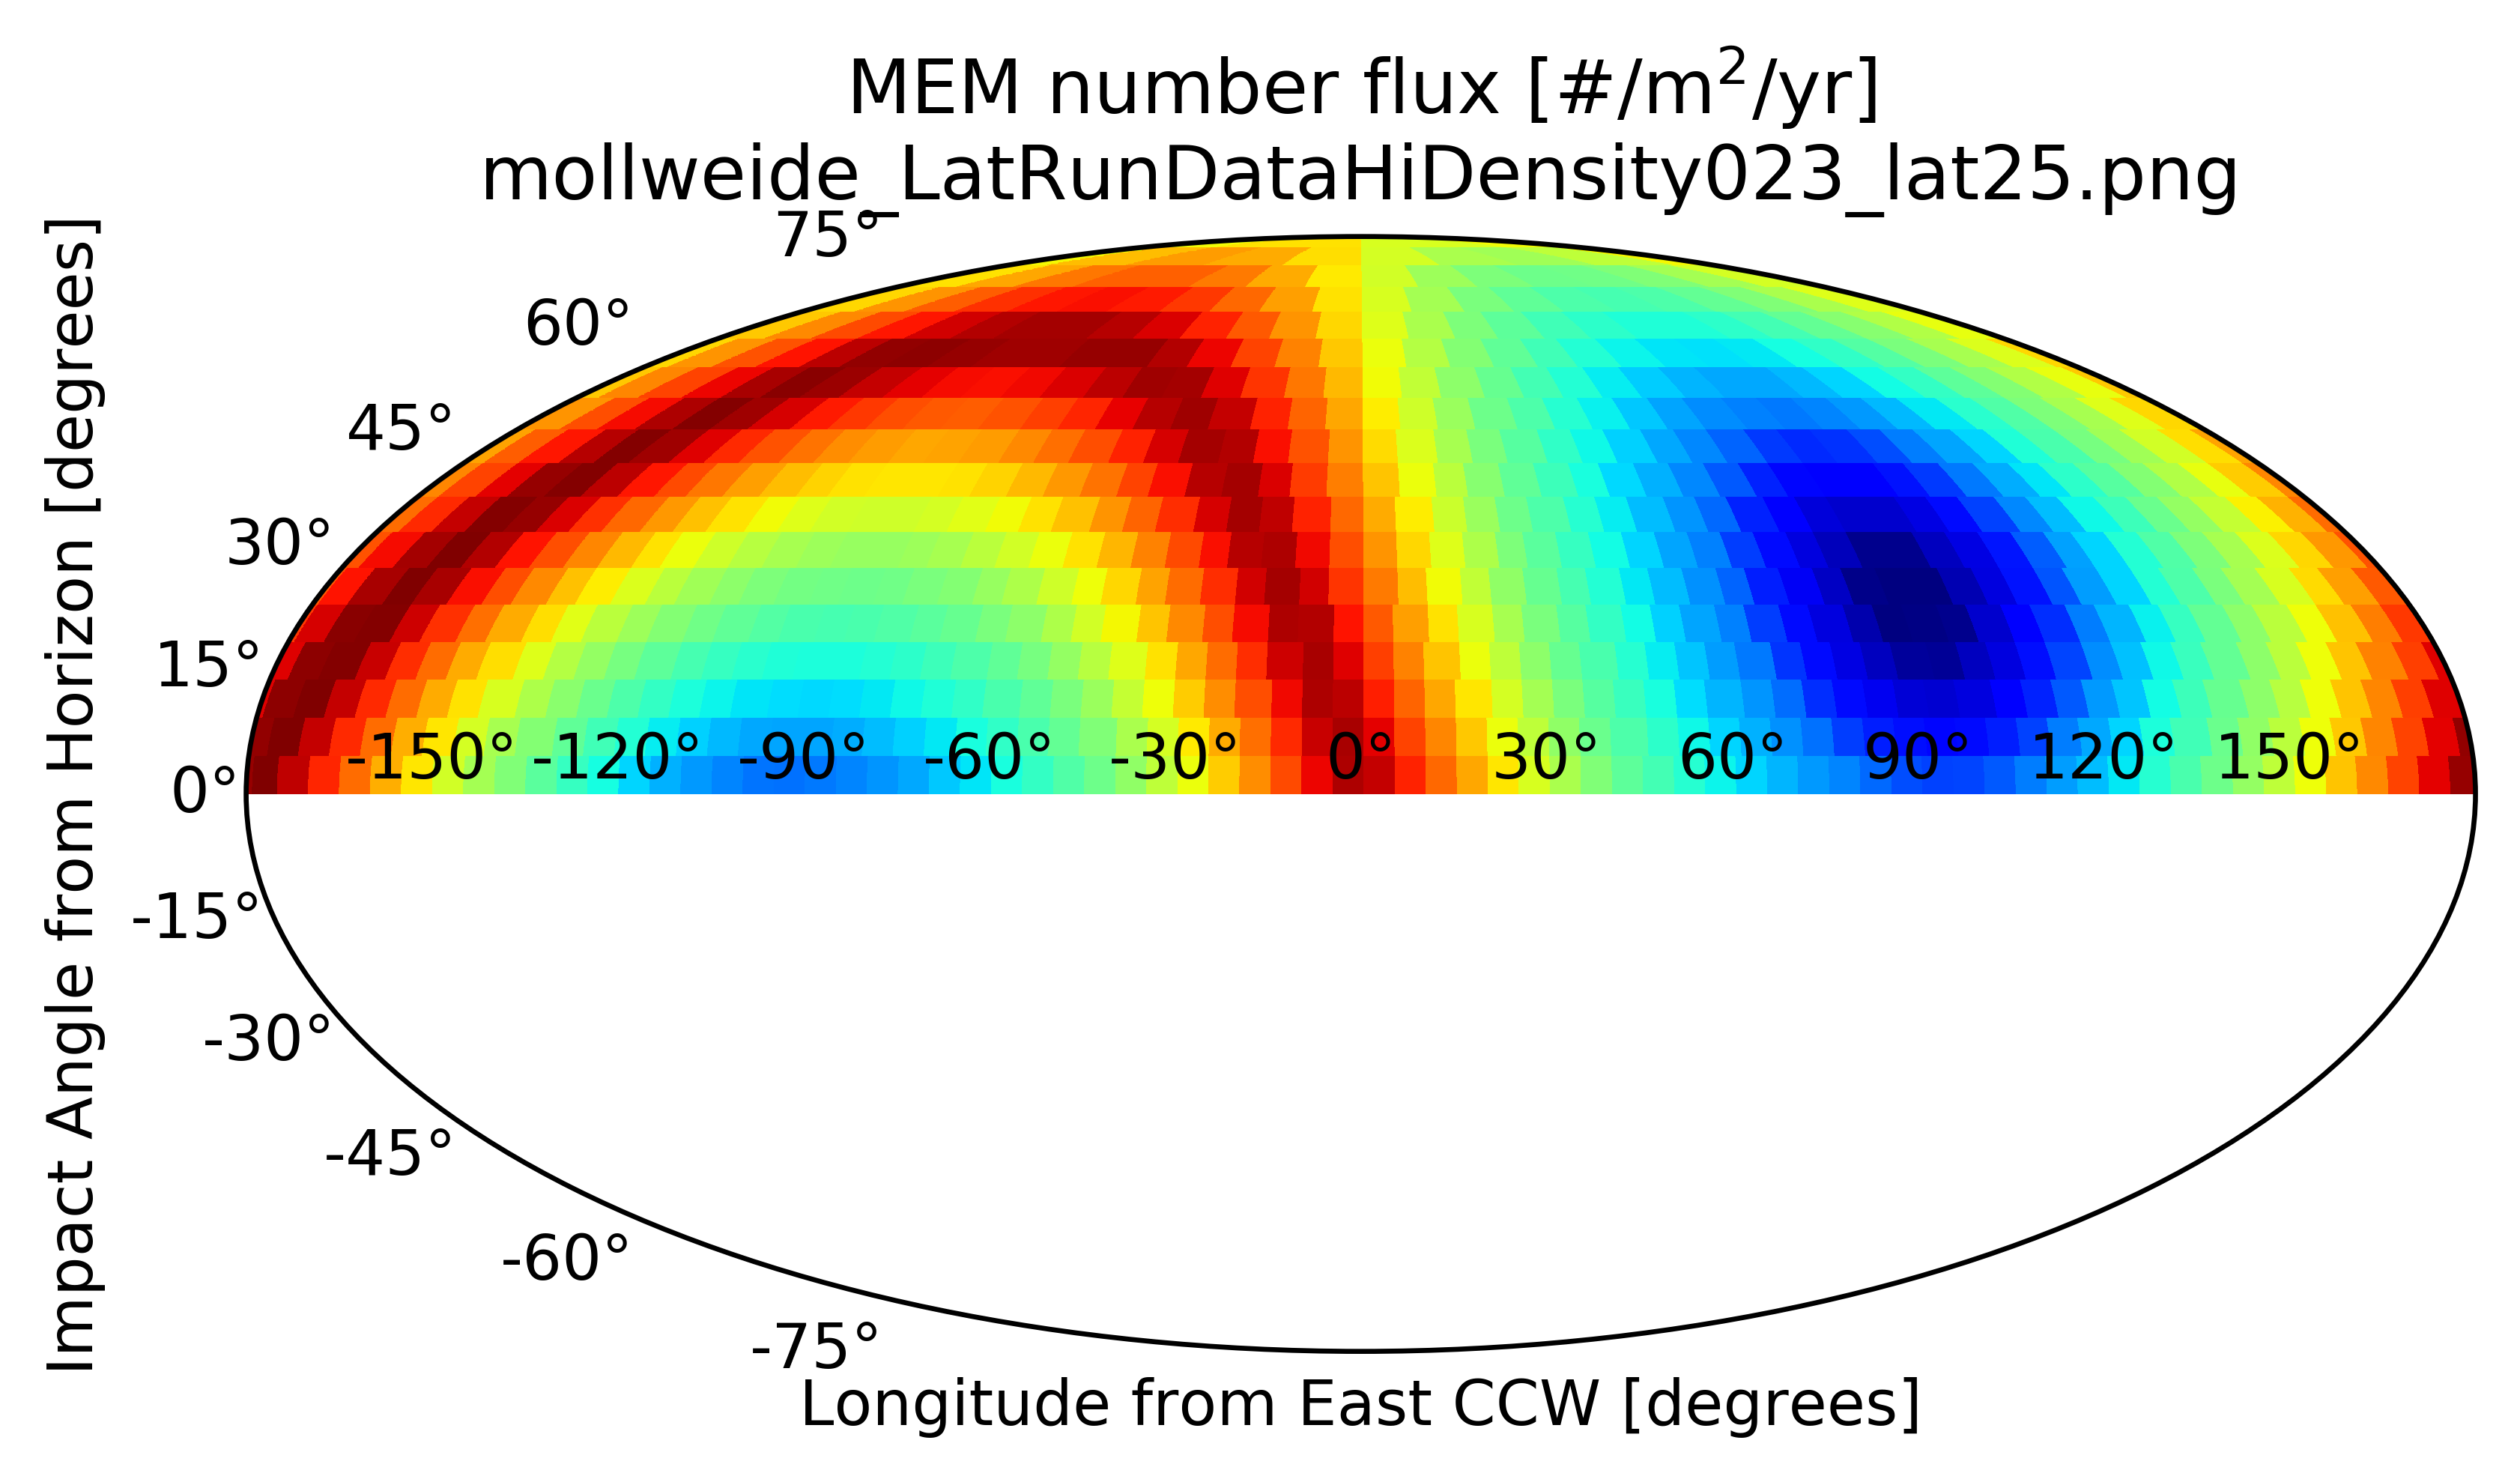 MEM number flux [#/m²/yr]
mollweide_LatRunDataHiDensity023_lat25.png
75°
60°
45°
30°
15°
0°
-15°
-30°
-45°
-60°
-75°
-150° -120° -90° -60° -30° 0° 30° 60° 90° 120° 150°
Impact Angle from Horizon [degrees]
Longitude from East CCW [degrees]